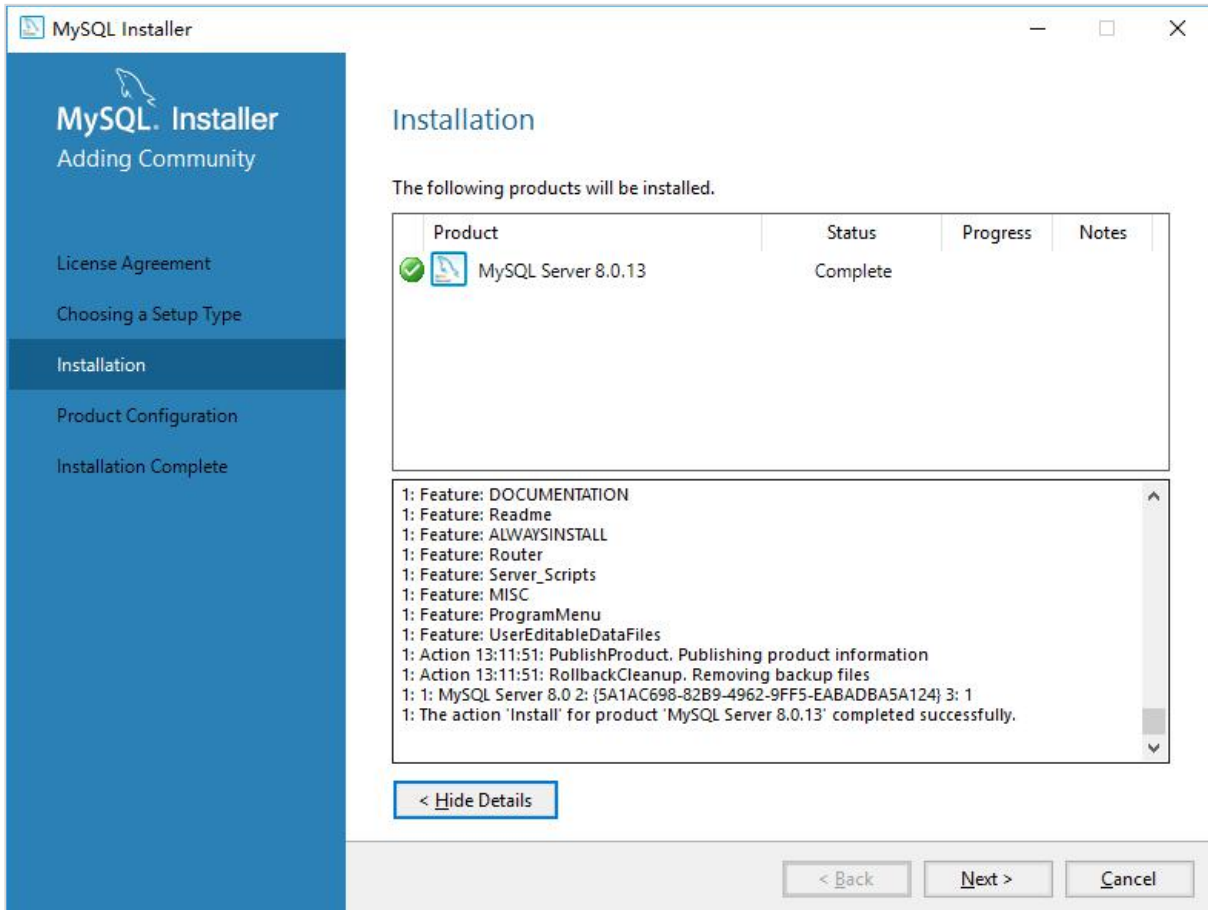 MySQL Installer
MySQL. Installer
Adding Community
License Agreement
Choosing a Setup Type
Installation
Product Configuration
Installation Complete
Installation
The following products will be installed.
Product Status Progress Notes
MySQL Server 8.0.13 Complete
1: Feature: DOCUMENTATION
1: Feature: Readme
1: Feature: ALWAYSINSTALL
1: Feature: Router
1: Feature: Server_Scripts
1: Feature: MISC
1: Feature: ProgramMenu
1: Feature: UserEditableDataFiles
1: Action 13:11:51: PublishProduct. Publishing product information
1: Action 13:11:51: RollbackCleanup. Removing backup files
1: 1: MySQL Server 8.0 2: {5A1AC698-82B9-4962-9FF5-EABADBA5A124} 3: 1
1: The action 'Install' for product 'MySQL Server 8.0.13' completed successfully.
< Hide Details
< Back Next > Cancel